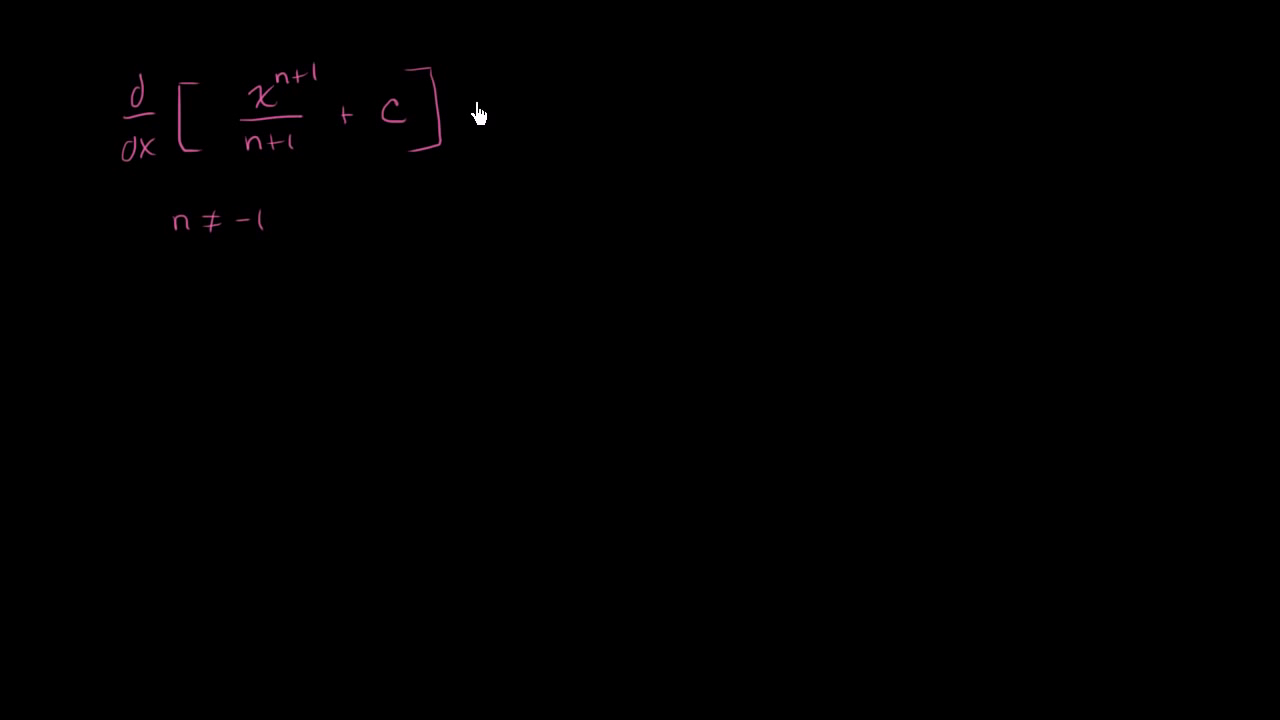 d/dx [ x^(n+1)/(n+1) + c ]
n ≠ -1